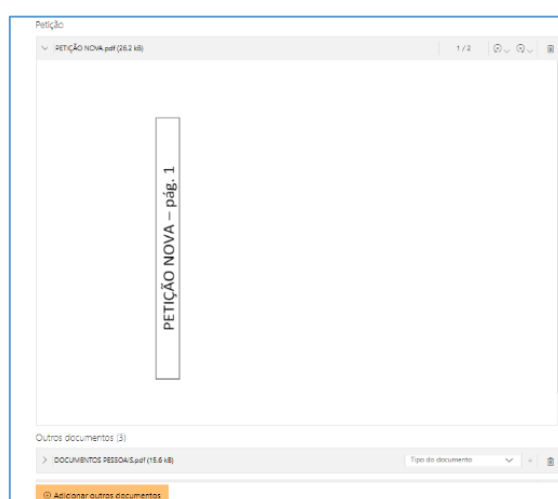 Petição
PETIÇÃO NOVA.pdf (26.2 kB)
1 / 2
PETIÇÃO NOVA – pág. 1
Outros documentos (3)
DOCUMENTOS PESSOAIS.pdf (15.6 kB)
Tipo do documento
Adicionar outros documentos